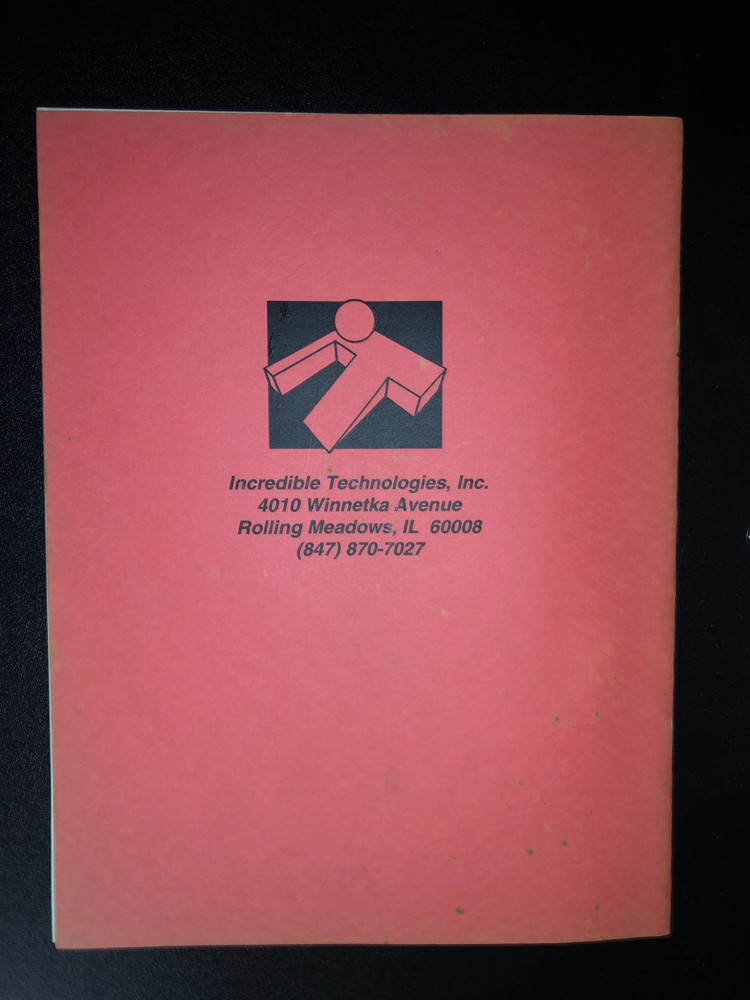 Incredible Technologies, Inc.
4010 Winnetka Avenue
Rolling Meadows, IL 60008
(847) 870-7027